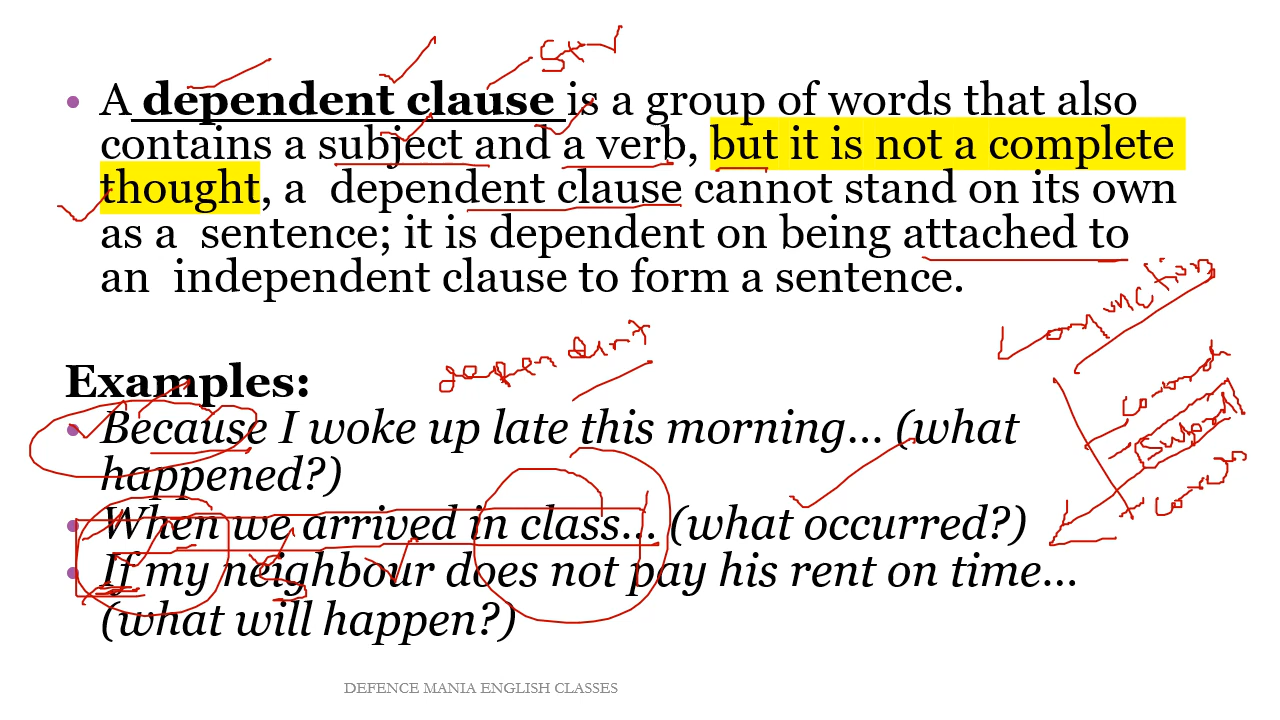 S+V
• A dependent clause is a group of words that also
contains a subject and a verb, but it is not a complete
thought, a dependent clause cannot stand on its own
as a sentence; it is dependent on being attached to
an independent clause to form a sentence.
dependent
Examples:
• Because I woke up late this morning… (what
happened?)
• When we arrived in class… (what occurred?)
• If my neighbour does not pay his rent on time…
(what will happen?)
DEFENCE MANIA ENGLISH CLASSES